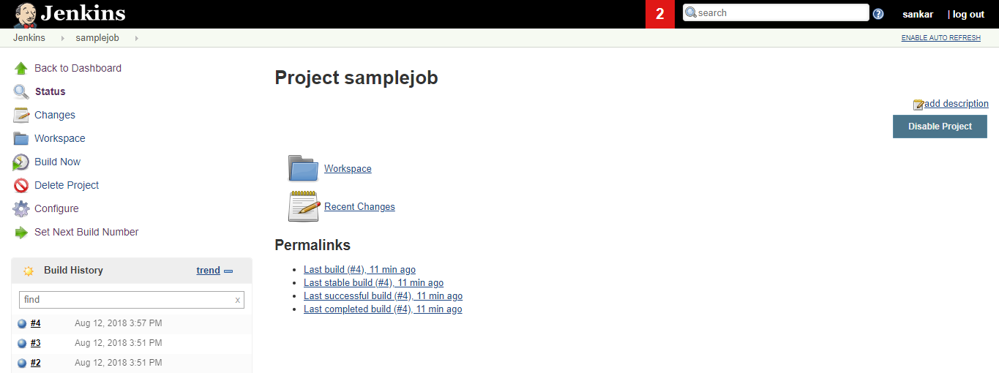 Jenkins
2
search
sankar
| log out
Jenkins
samplejob
ENABLE AUTO REFRESH
Back to Dashboard
Status
Changes
Workspace
Build Now
Delete Project
Configure
Set Next Build Number
Build History
trend
find
x
#4 Aug 12, 2018 3:57 PM
#3 Aug 12, 2018 3:51 PM
#2 Aug 12, 2018 3:51 PM
Project samplejob
add description
Disable Project
Workspace
Recent Changes
Permalinks
Last build (#4), 11 min ago
Last stable build (#4), 11 min ago
Last successful build (#4), 11 min ago
Last completed build (#4), 11 min ago